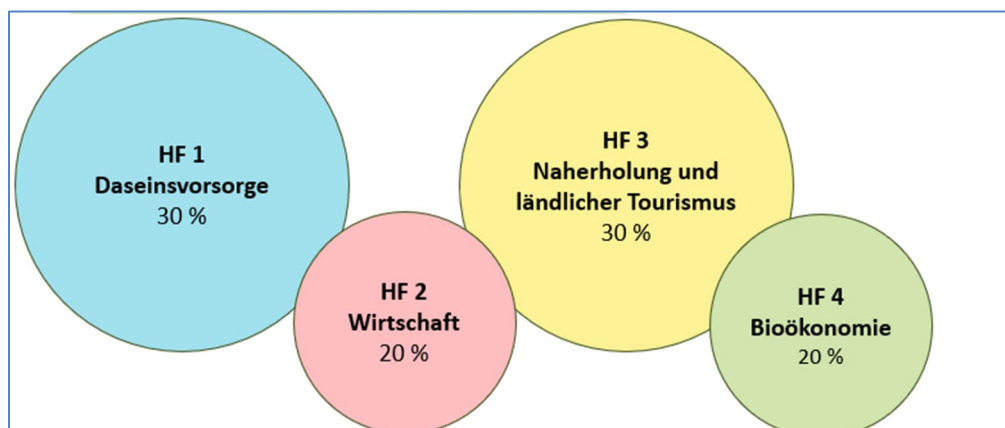 HF 1
Daseinsvorsorge
30 %
HF 2
Wirtschaft
20 %
HF 3
Naherholung und
ländlicher Tourismus
30 %
HF 4
Bioökonomie
20 %